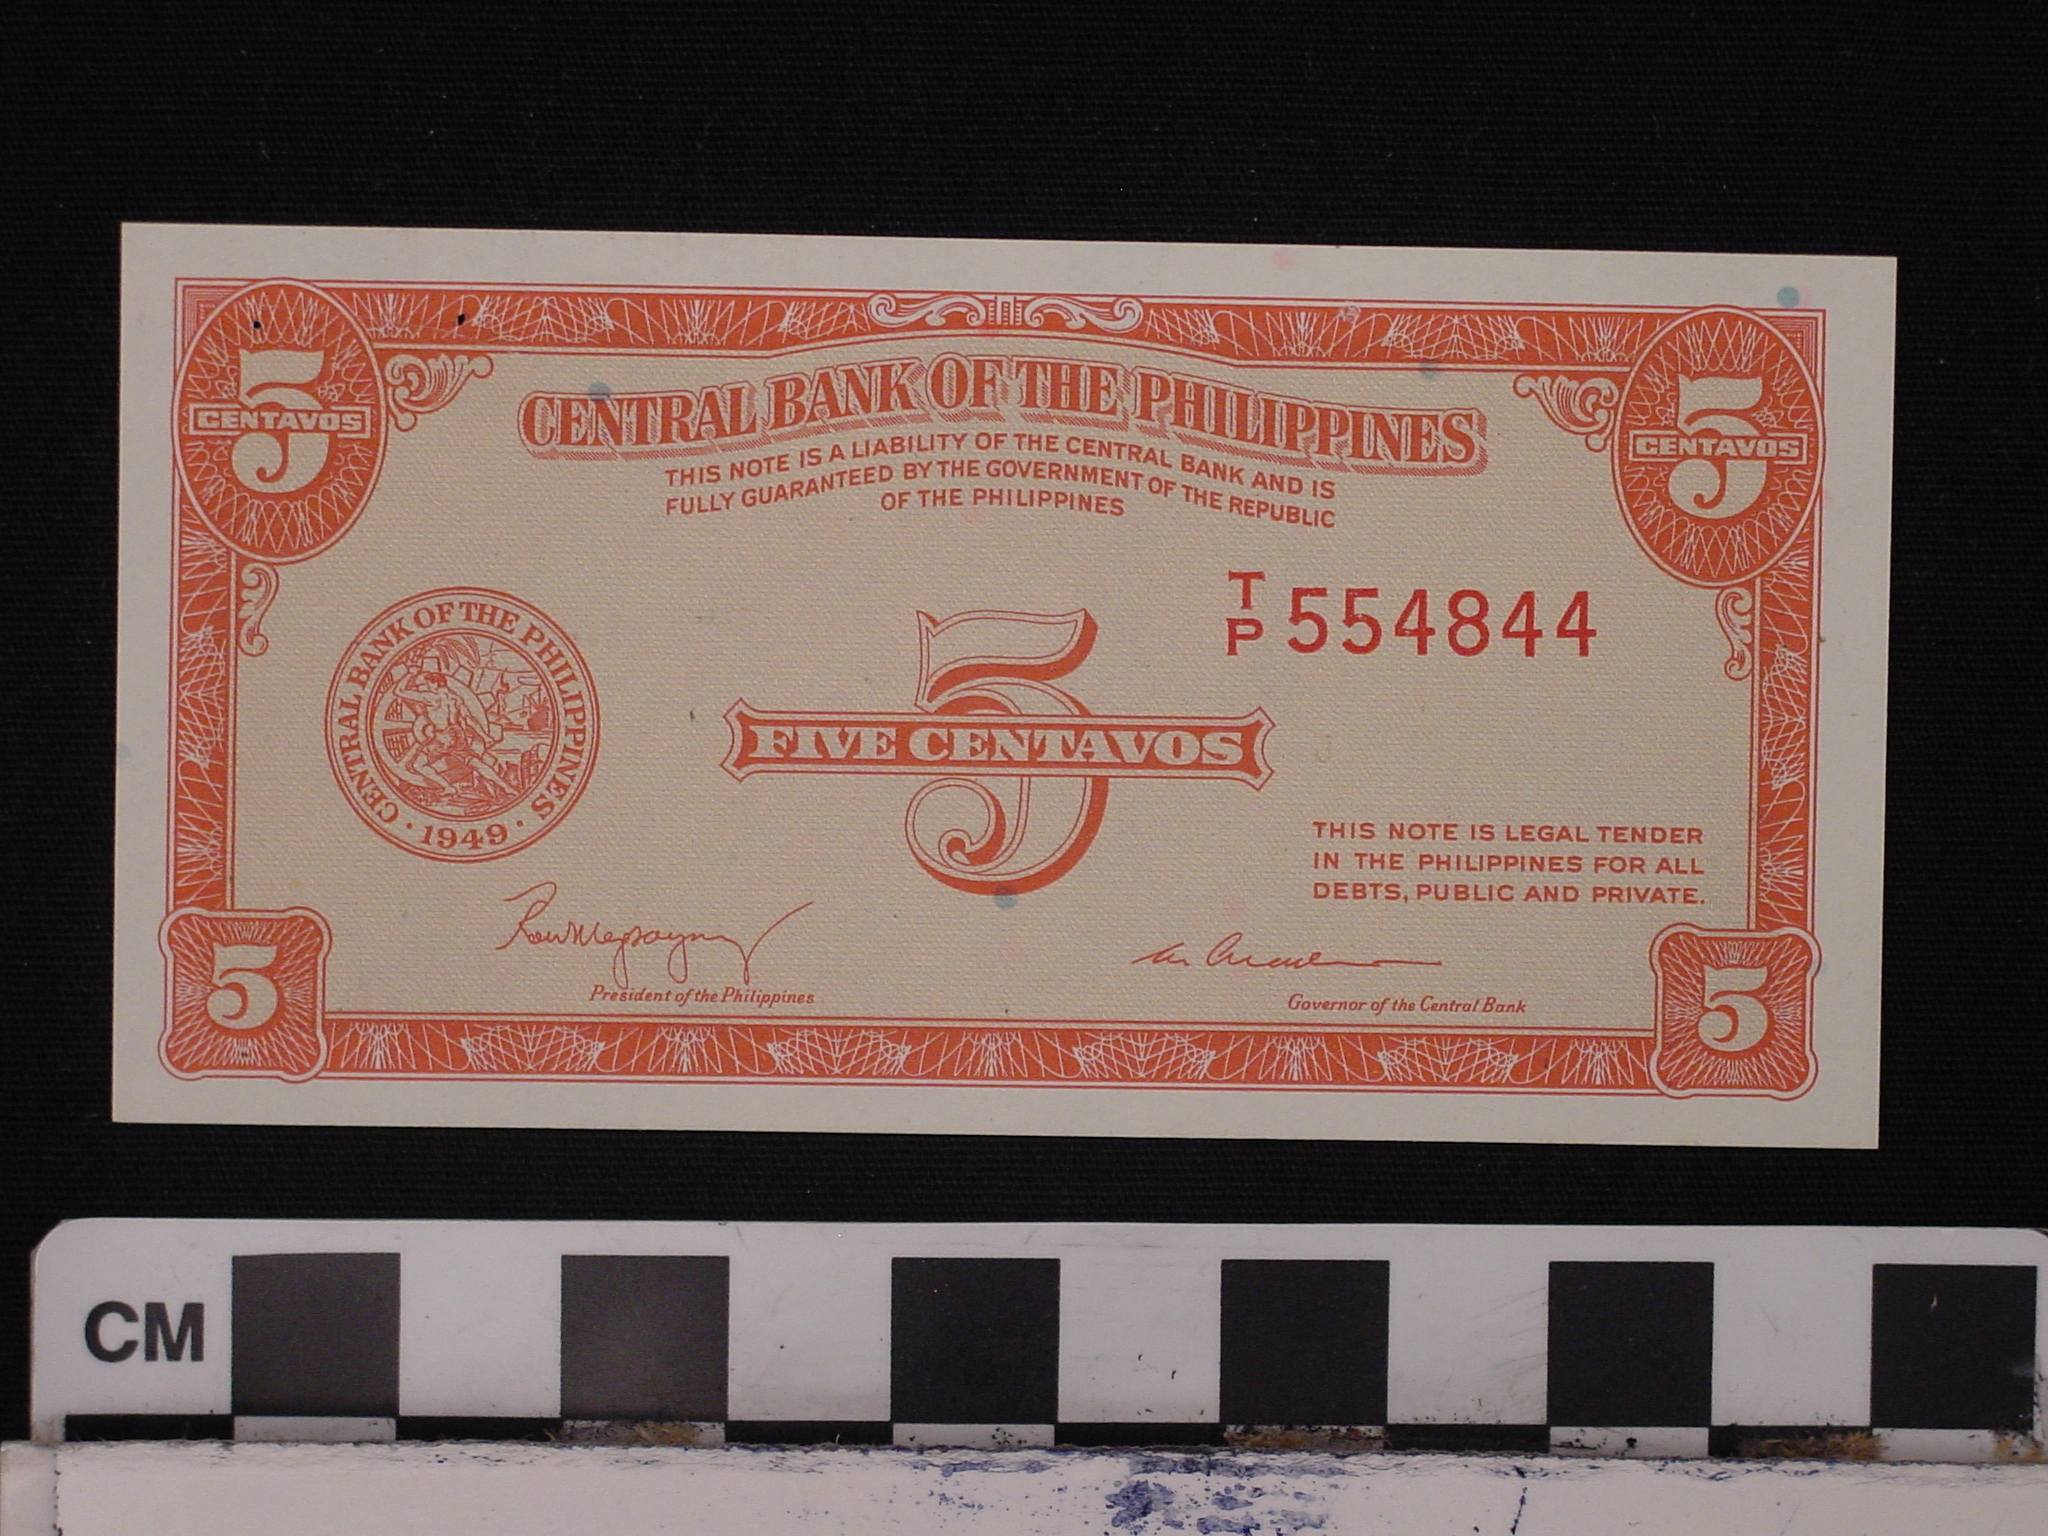 5
CENTAVOS
5
CENTAVOS
CENTRAL BANK OF THE PHILIPPINES
THIS NOTE IS A LIABILITY OF THE CENTRAL BANK AND IS
FULLY GUARANTEED BY THE GOVERNMENT OF THE REPUBLIC
OF THE PHILIPPINES
T/P 554844
CENTRAL BANK OF THE PHILIPPINES
· 1949 ·
5
FIVE CENTAVOS
THIS NOTE IS LEGAL TENDER
IN THE PHILIPPINES FOR ALL
DEBTS, PUBLIC AND PRIVATE.
President of the Philippines
Governor of the Central Bank
5
5
CM